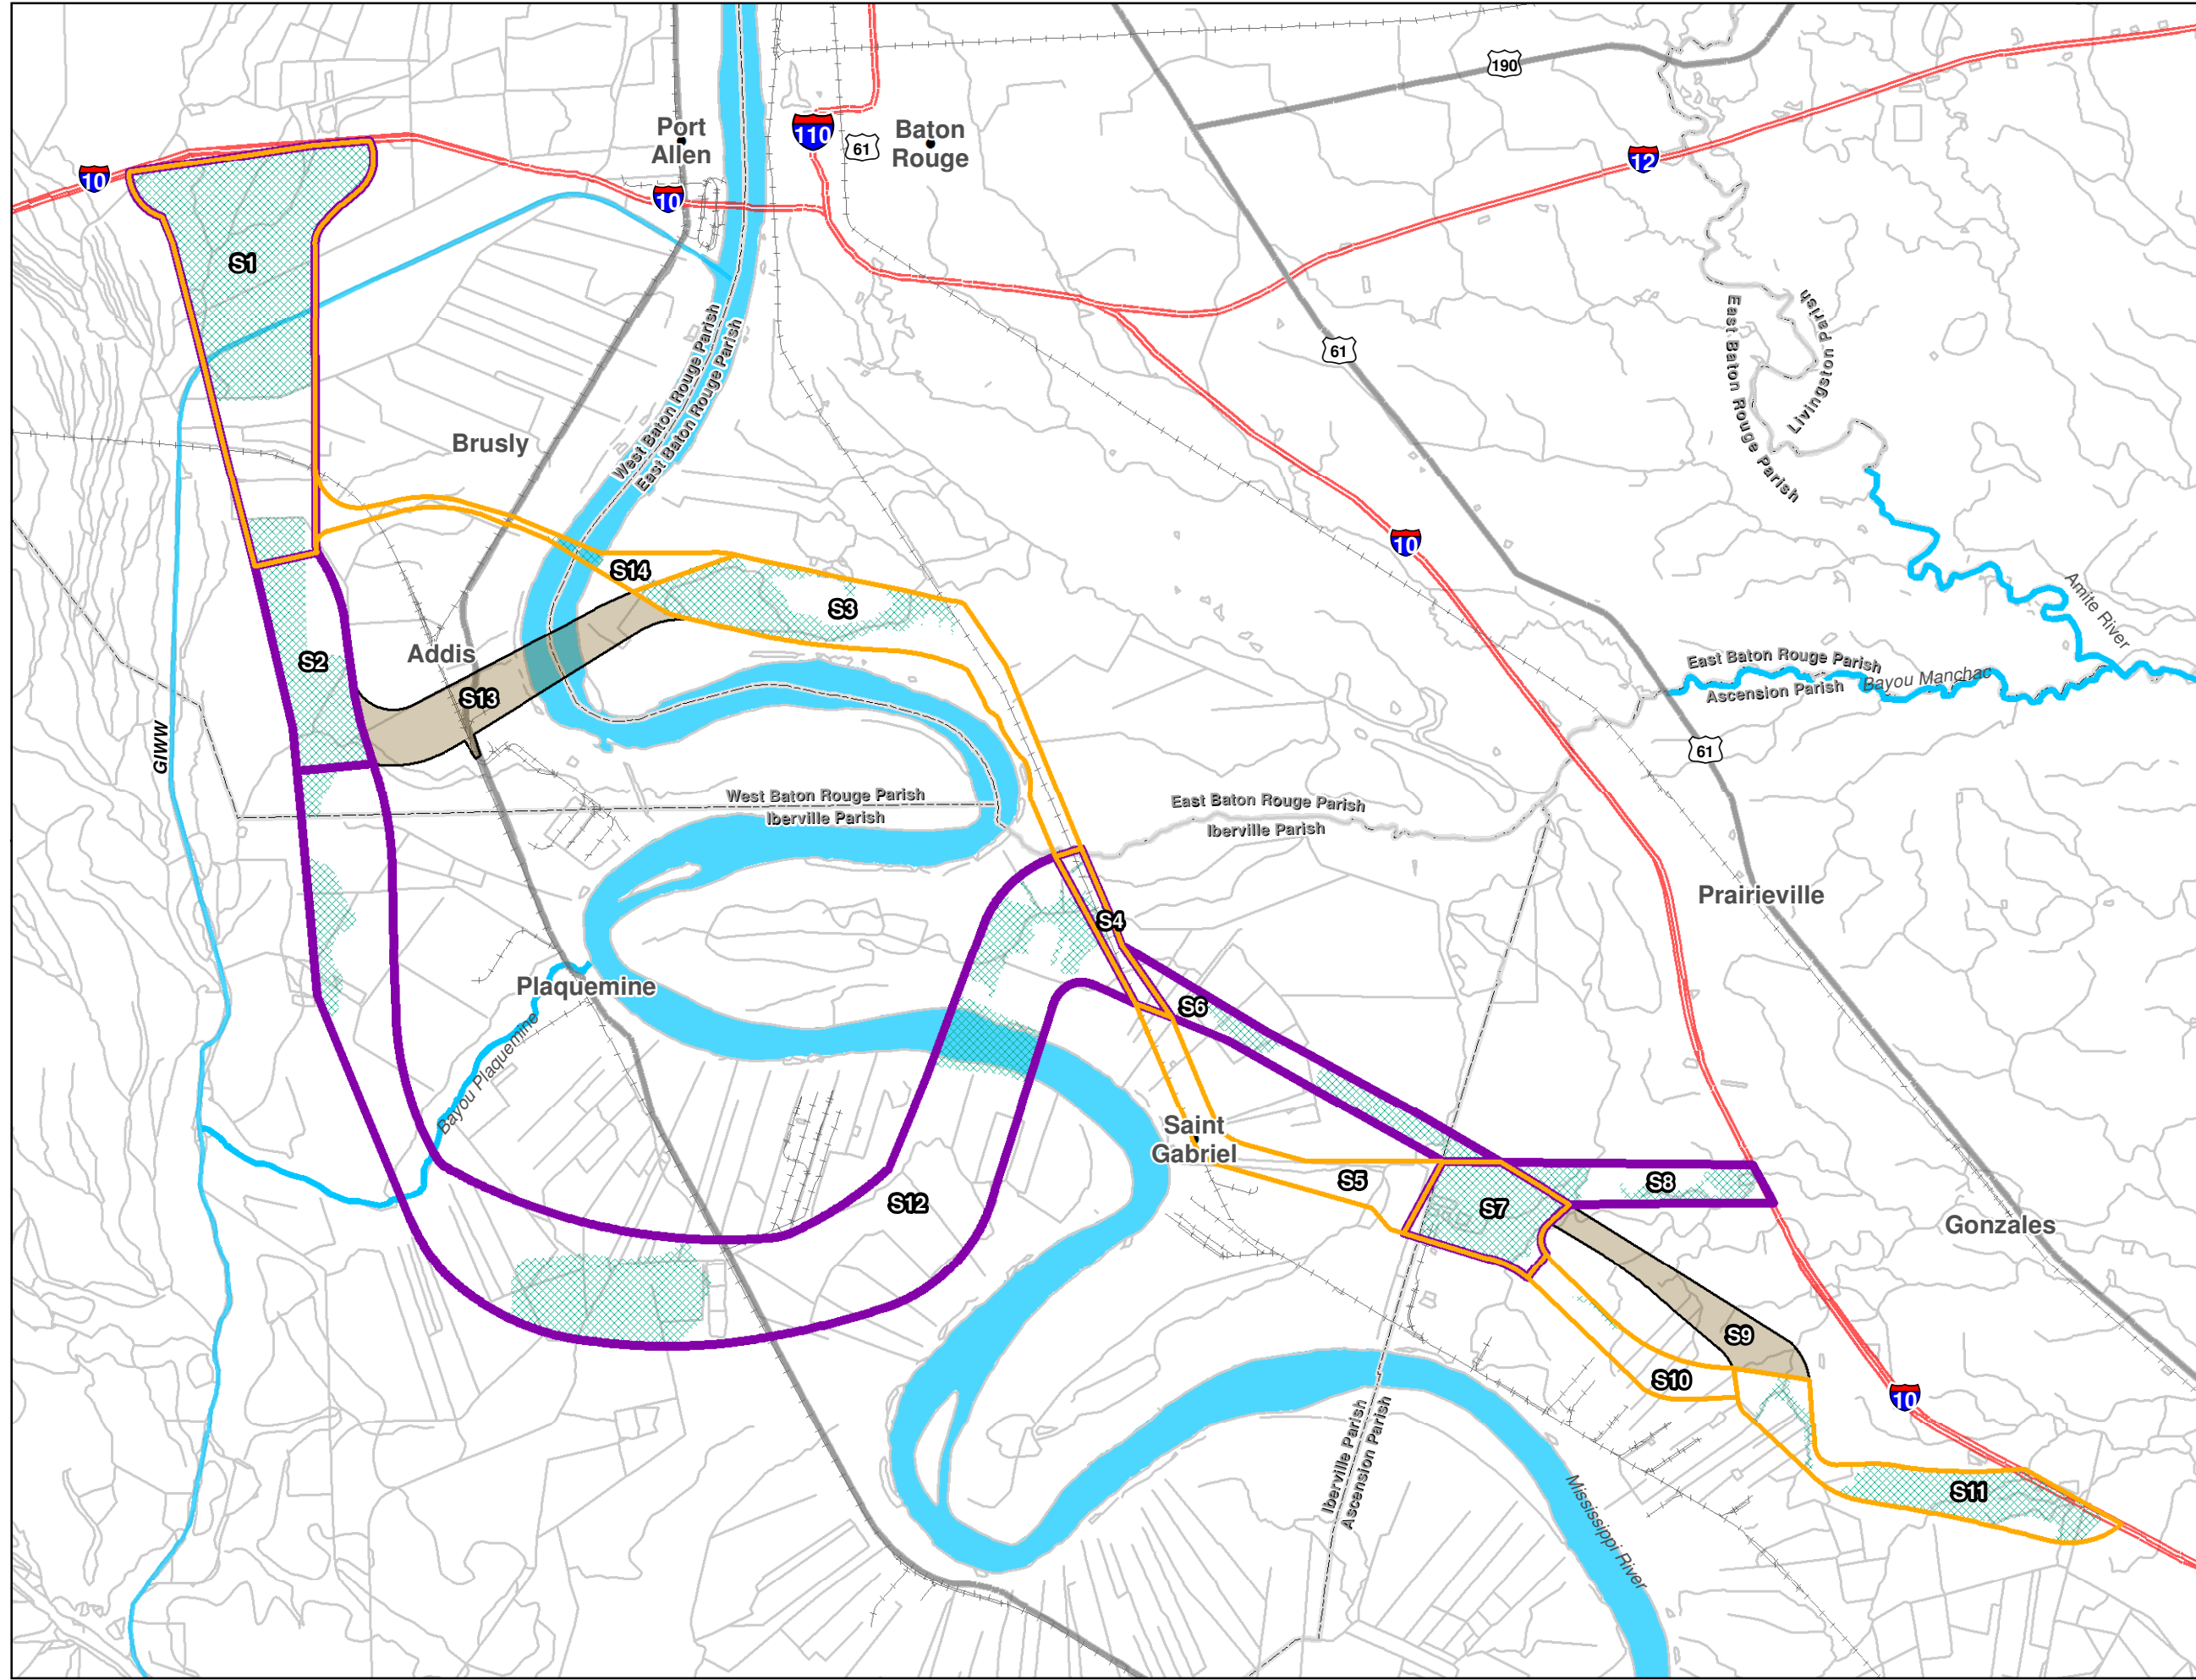 190
Port
Allen
110
61
Baton
Rouge
12
10
10
S1
West Baton Rouge Parish
East Baton Rouge Parish
East Baton Rouge Parish
Livingston Parish
61
Brusly
10
S14
S3
Amite River
S2
Addis
S13
East Baton Rouge Parish
Bayou Manchac
Ascension Parish
GIWW
61
West Baton Rouge Parish
Iberville Parish
East Baton Rouge Parish
Iberville Parish
Prairieville
S4
Plaquemine
S6
Bayou Plaquemine
Saint
Gabriel
S5
S8
S12
S7
Gonzales
S9
S10
10
Iberville Parish
Ascension Parish
Mississippi River
S11